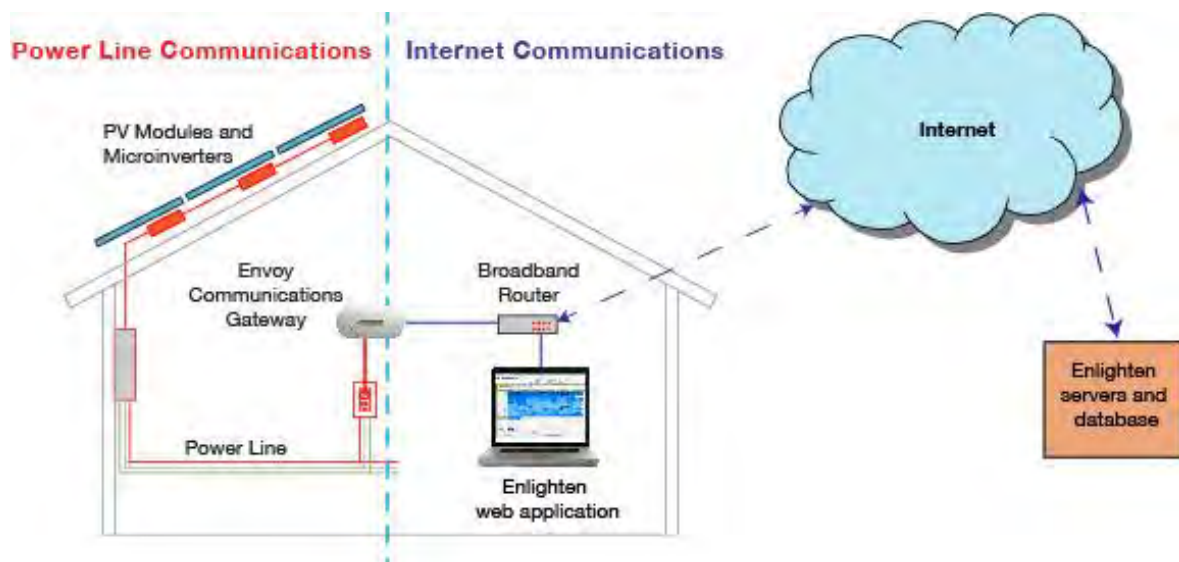 Power Line Communications
Internet Communications
PV Modules and
Microinverters
Internet
Envoy
Communications
Gateway
Broadband
Router
Power Line
Enlighten
web application
Enlighten
servers and
database